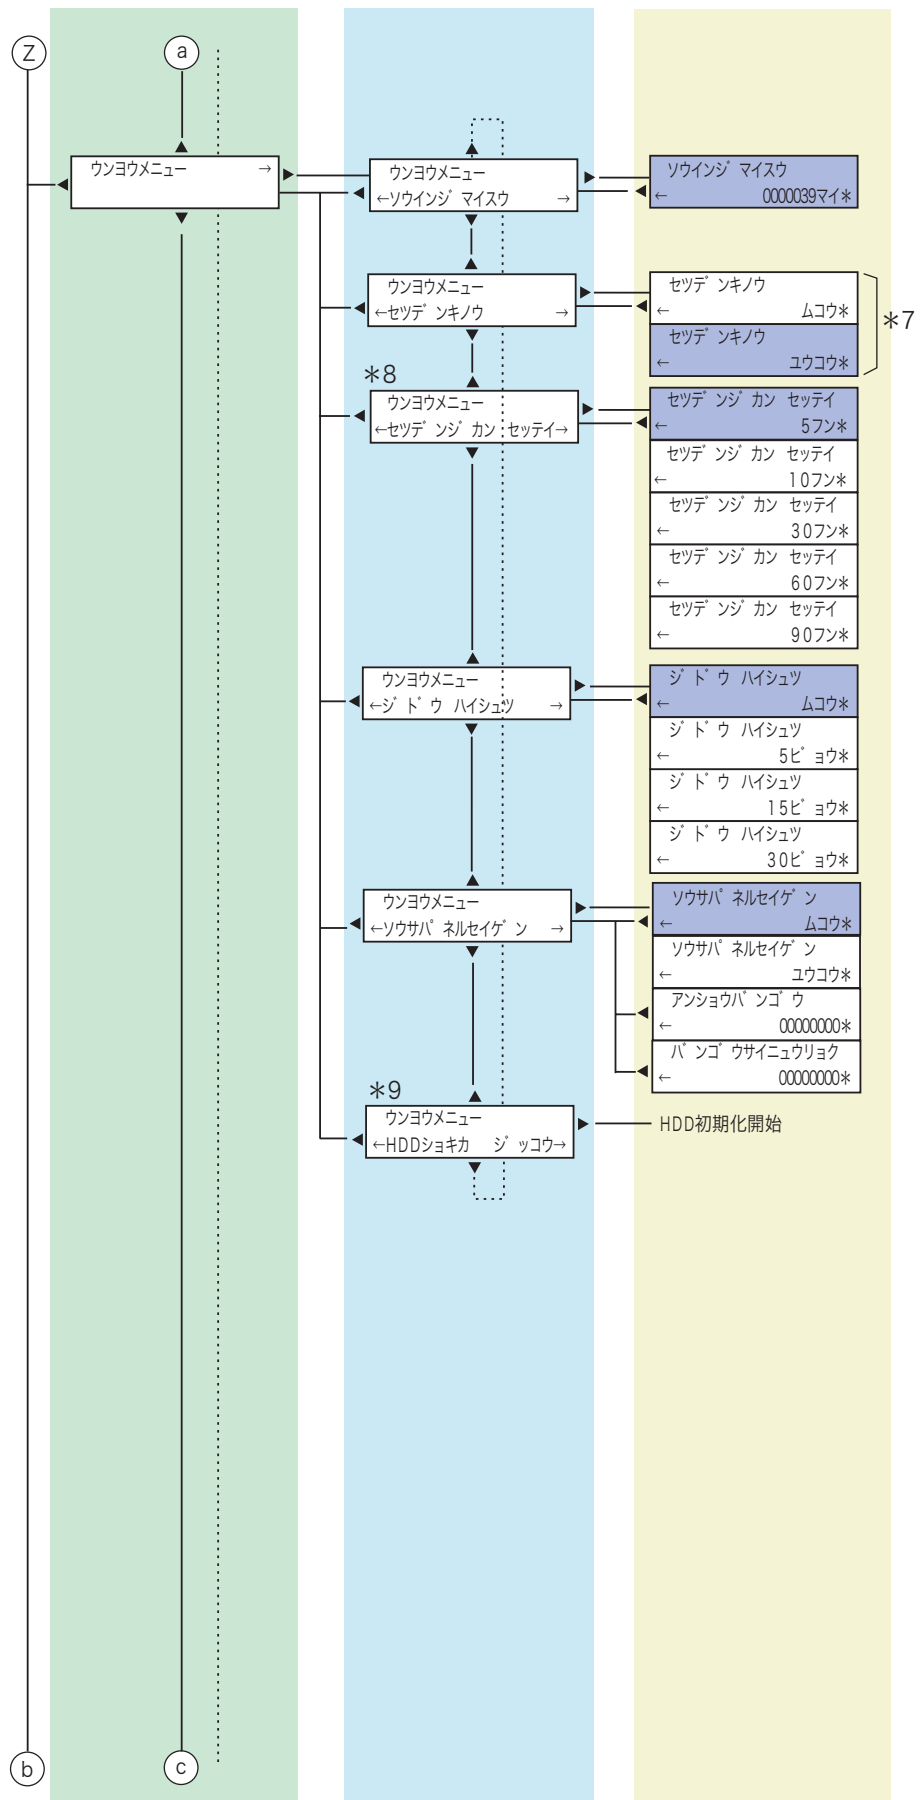 Z
a
ウンヨウメニュー →
ウンヨウメニュー
←ソウインジ゛マイスウ →
ソウインジ゛マイスウ
← 0000039マイ*
ウンヨウメニュー
←セツデ゛ンキノウ →
セツデ゛ンキノウ
← ムコウ*
セツデ゛ンキノウ
← ユウコウ*
*7
*8
ウンヨウメニュー
←セツデ゛ンジ゛カン セッテイ→
セツデ゛ンジ゛カン セッテイ
← 5フン*
セツデ゛ンジ゛カン セッテイ
← 10フン*
セツデ゛ンジ゛カン セッテイ
← 30フン*
セツデ゛ンジ゛カン セッテイ
← 60フン*
セツデ゛ンジ゛カン セッテイ
← 90フン*
ウンヨウメニュー
←ジ゛ト゛ウ ハイシュツ →
ジ゛ト゛ウ ハイシュツ
← ムコウ*
ジ゛ト゛ウ ハイシュツ
← 5ビ゛ョウ*
ジ゛ト゛ウ ハイシュツ
← 15ビ゛ョウ*
ジ゛ト゛ウ ハイシュツ
← 30ビ゛ョウ*
ウンヨウメニュー
←ソウサハ゜ネルセイケ゛ン →
ソウサハ゜ネルセイケ゛ン
← ムコウ*
ソウサハ゜ネルセイケ゛ン
← ユウコウ*
アンショウハ゛ンコ゛ウ
← 00000000*
ハ゛ンコ゛ウサイニュウリョク
← 00000000*
*9
ウンヨウメニュー
←HDDショキカ ジ゛ッコウ→
HDD初期化開始
b
c